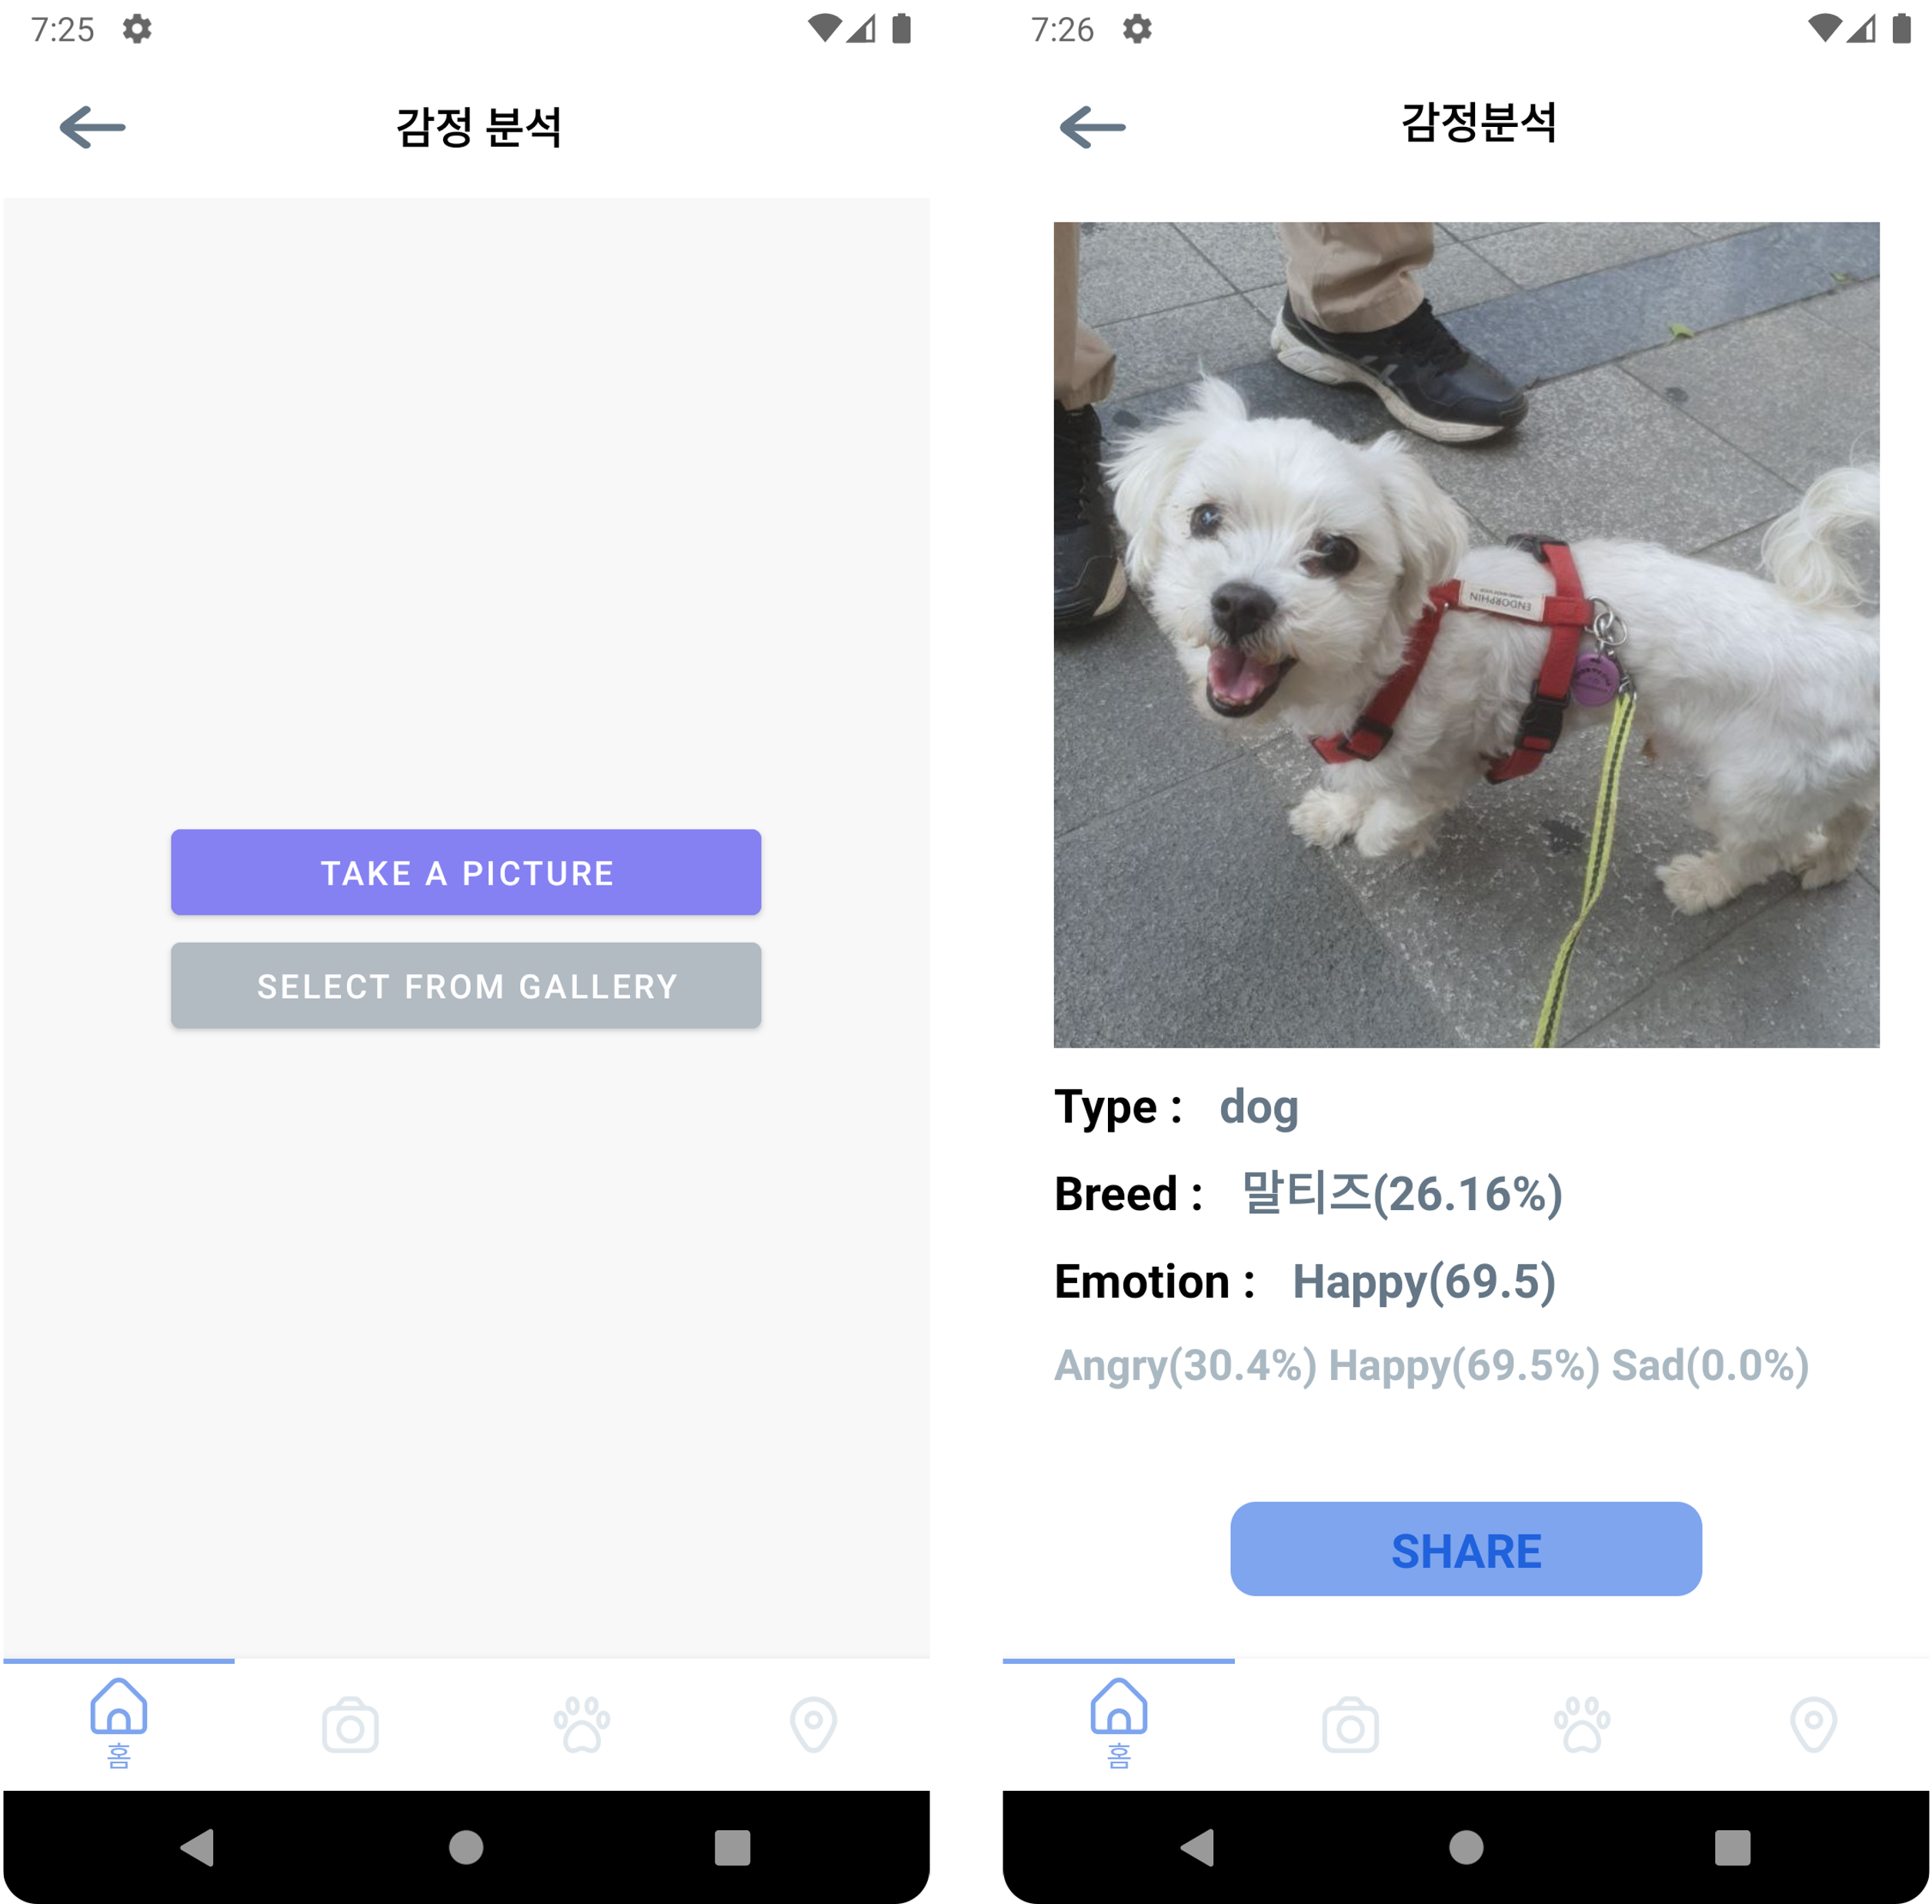 7:25
감정 분석
TAKE A PICTURE
SELECT FROM GALLERY
홈
7:26
감정분석
ENDORPHIN
Type : dog
Breed : 말티즈(26.16%)
Emotion : Happy(69.5)
Angry(30.4%) Happy(69.5%) Sad(0.0%)
SHARE
홈